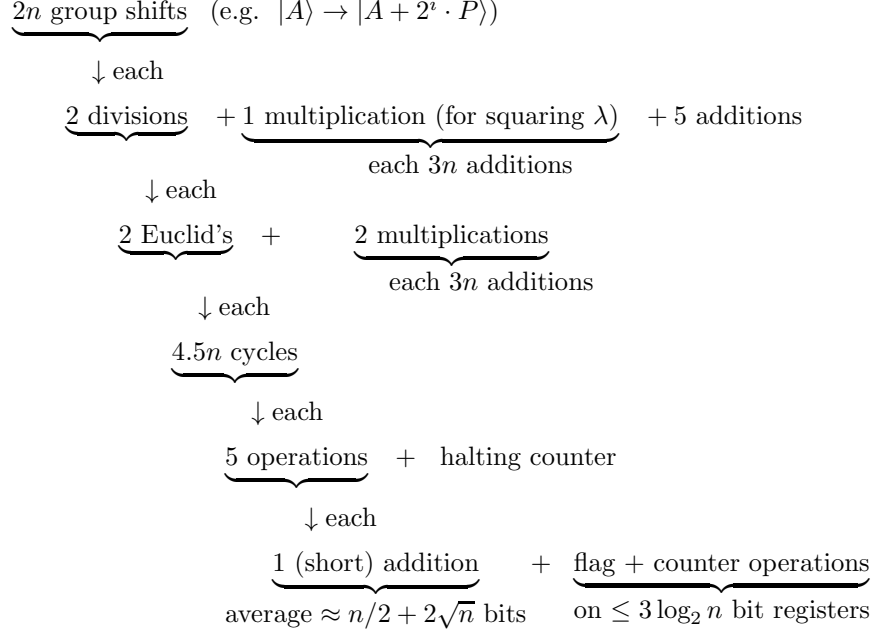 2n group shifts (e.g. |A⟩ → |A + 2^i · P⟩)
↓ each
2 divisions + 1 multiplication (for squaring λ) + 5 additions
each 3n additions
↓ each
2 Euclid's + 2 multiplications
each 3n additions
↓ each
4.5n cycles
↓ each
5 operations + halting counter
↓ each
1 (short) addition + flag + counter operations
average ≈ n/2 + 2√n bits on ≤ 3 log₂ n bit registers